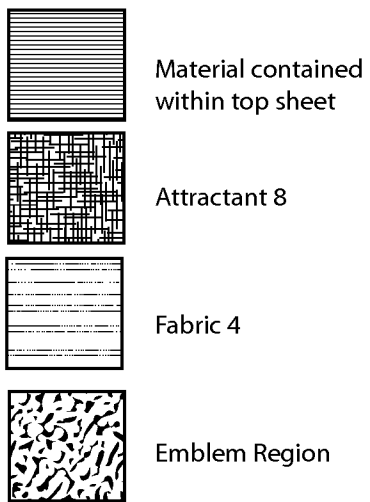 Material contained
within top sheet
Attractant 8
Fabric 4
Emblem Region